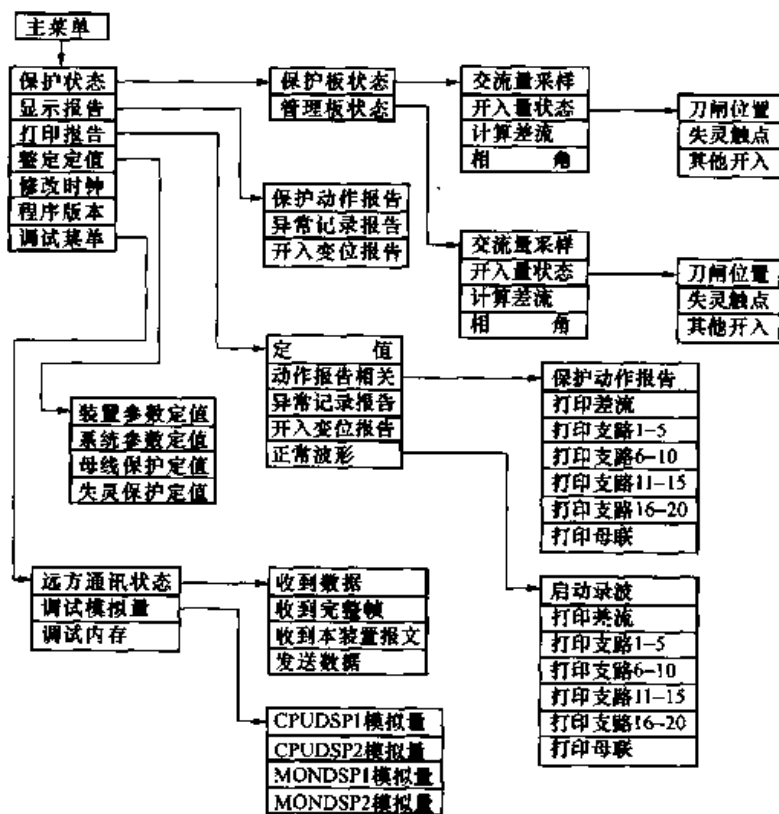 主菜单
保护状态
显示报告
打印报告
整定定值
修改时钟
程序版本
调试菜单
保护板状态
管理板状态
交流量采样
开入量状态
计算差流
相 角
刀闸位置
失灵触点
其他开入
保护动作报告
异常记录报告
开入变位报告
交流量采样
开入量状态
计算差流
相 角
刀闸位置
失灵触点
其他开入
定 值
动作报告相关
异常记录报告
开入变位报告
正常波形
保护动作报告
打印差流
打印支路1-5
打印支路6-10
打印支路11-15
打印支路16-20
打印母联
装置参数定值
系统参数定值
母线保护定值
失灵保护定值
远方通讯状态
调试模拟量
调试内存
收到数据
收到完整帧
收到本装置报文
发送数据
启动录波
打印差流
打印支路1-5
打印支路6-10
打印支路11-15
打印支路16-20
打印母联
CPUDSP1模拟量
CPUDSP2模拟量
MONDSP1模拟量
MONDSP2模拟量